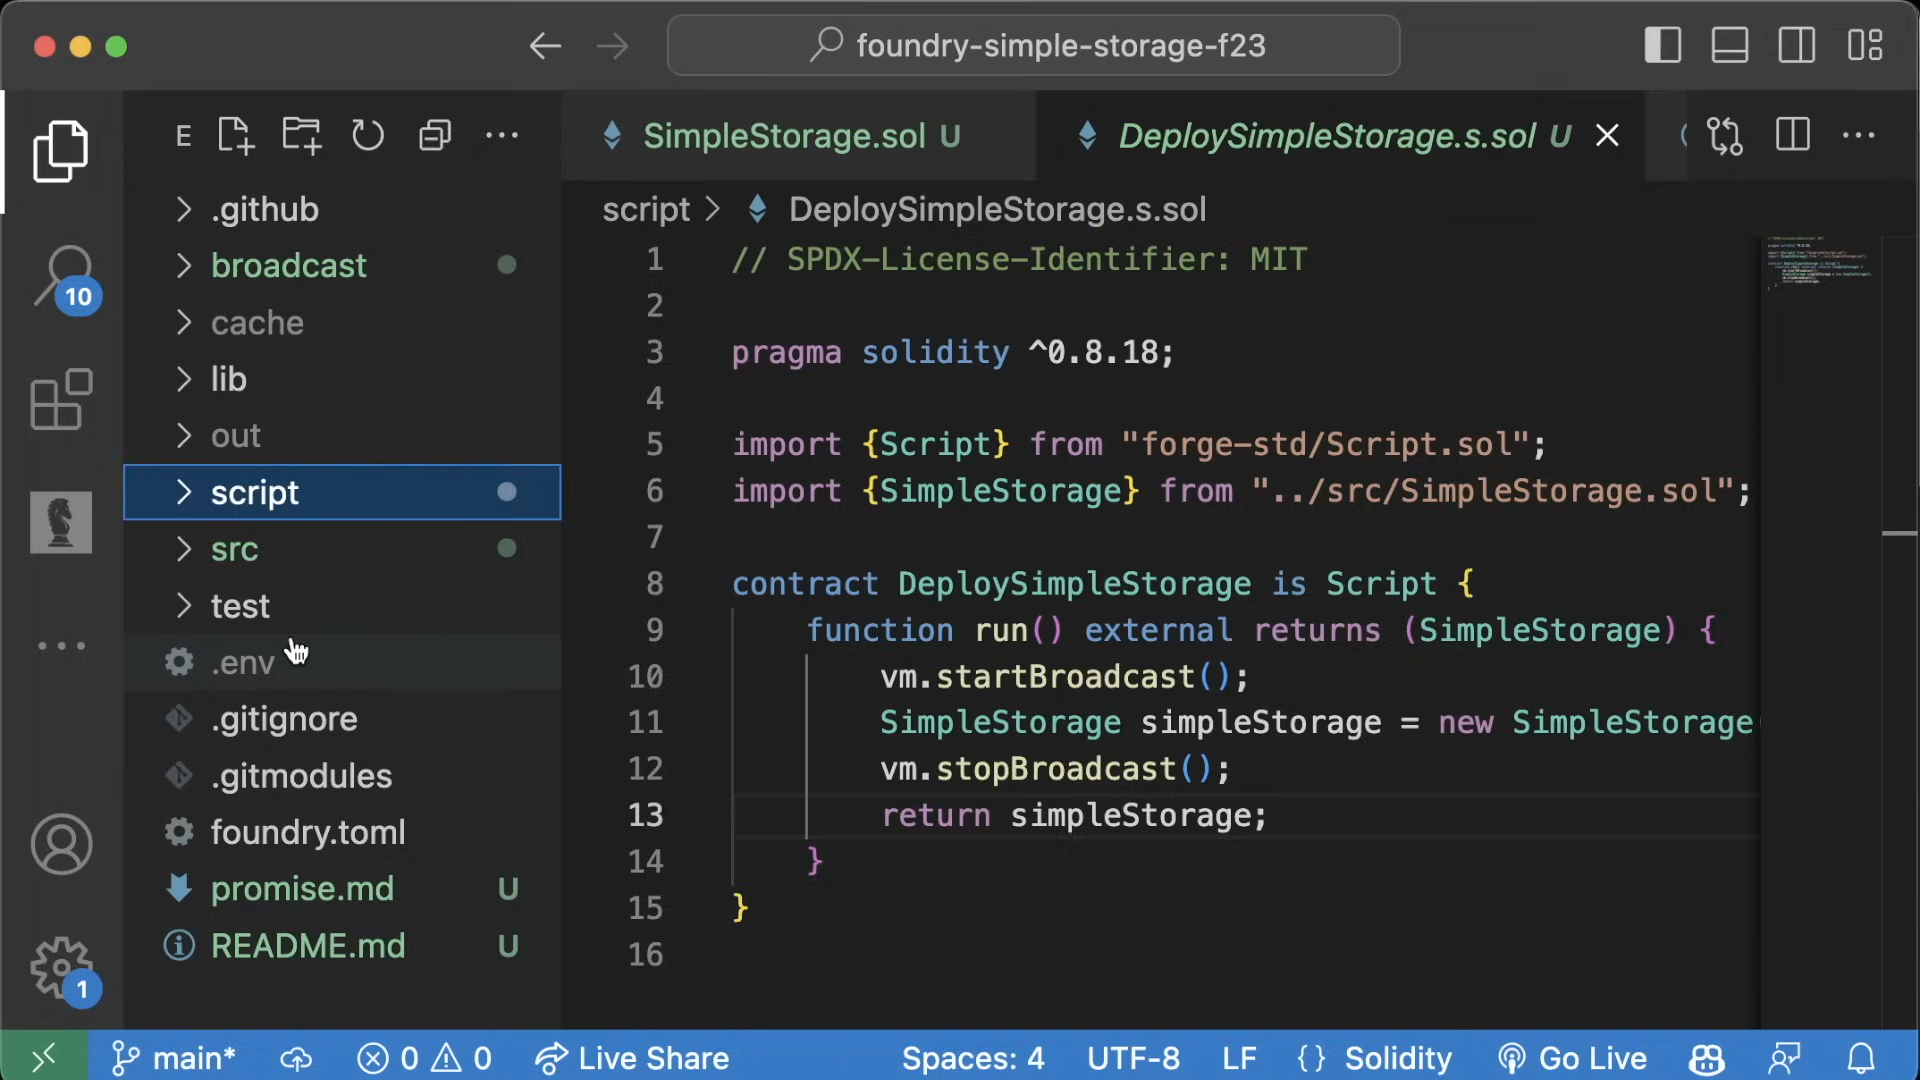 foundry-simple-storage-f23
E
SimpleStorage.sol U
DeploySimpleStorage.s.sol U
.github
broadcast
cache
lib
out
script
src
test
.env
.gitignore
.gitmodules
foundry.toml
promise.md U
README.md U
10
1
script > DeploySimpleStorage.s.sol
1 // SPDX-License-Identifier: MIT
2
3 pragma solidity ^0.8.18;
4
5 import {Script} from "forge-std/Script.sol";
6 import {SimpleStorage} from "../src/SimpleStorage.sol";
7
8 contract DeploySimpleStorage is Script {
9 function run() external returns (SimpleStorage) {
10 vm.startBroadcast();
11 SimpleStorage simpleStorage = new SimpleStorage(
12 vm.stopBroadcast();
13 return simpleStorage;
14 }
15 }
16
main* 0 0 Live Share Spaces: 4 UTF-8 LF {} Solidity Go Live